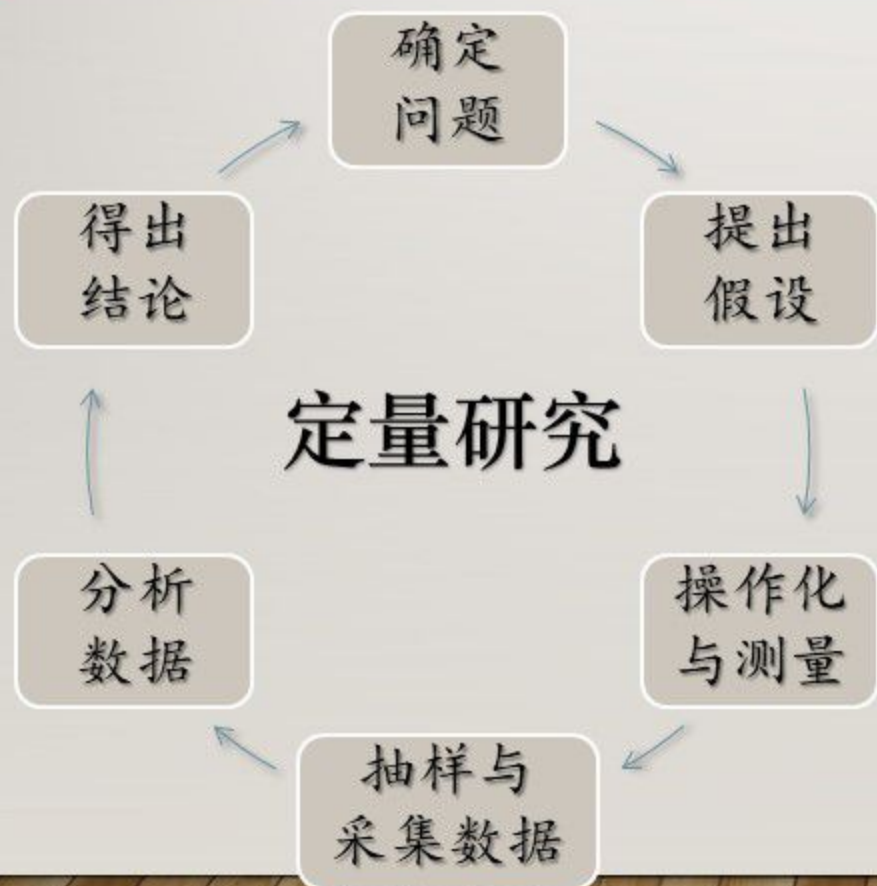 确定
问题
提出
假设
操作化
与测量
抽样与
采集数据
分析
数据
得出
结论
定量研究